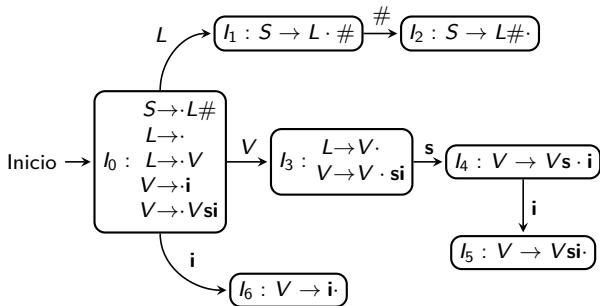 L
I₁ : S → L · #
#
I₂ : S → L#·
Inicio
I₀ :
S→·L#
L→·
L→·V
V→·i
V→·Vsi
V
I₃ :
L→V·
V→V · si
s
I₄ : V → Vs · i
i
I₅ : V → Vsi·
i
I₆ : V → i·